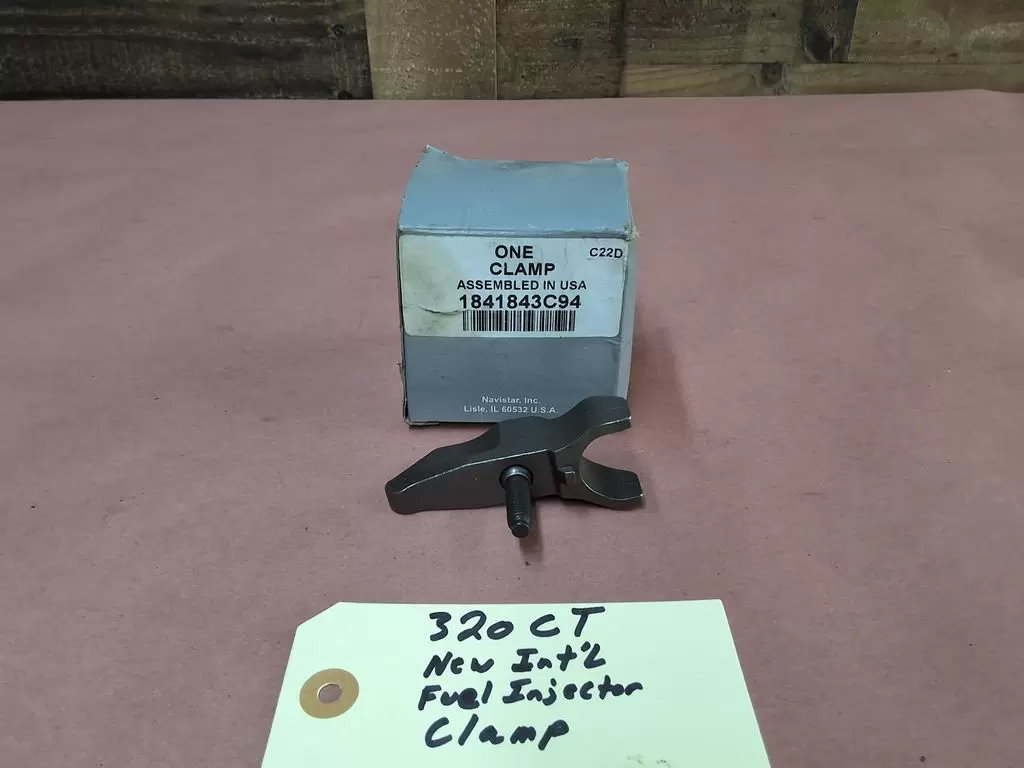 ONE
C22D
CLAMP
ASSEMBLED IN USA
1841843C94
Navistar, Inc.
Lisle, IL 60532 U.S.A.
320 CT
New Int'l
Fuel Injector
Clamp